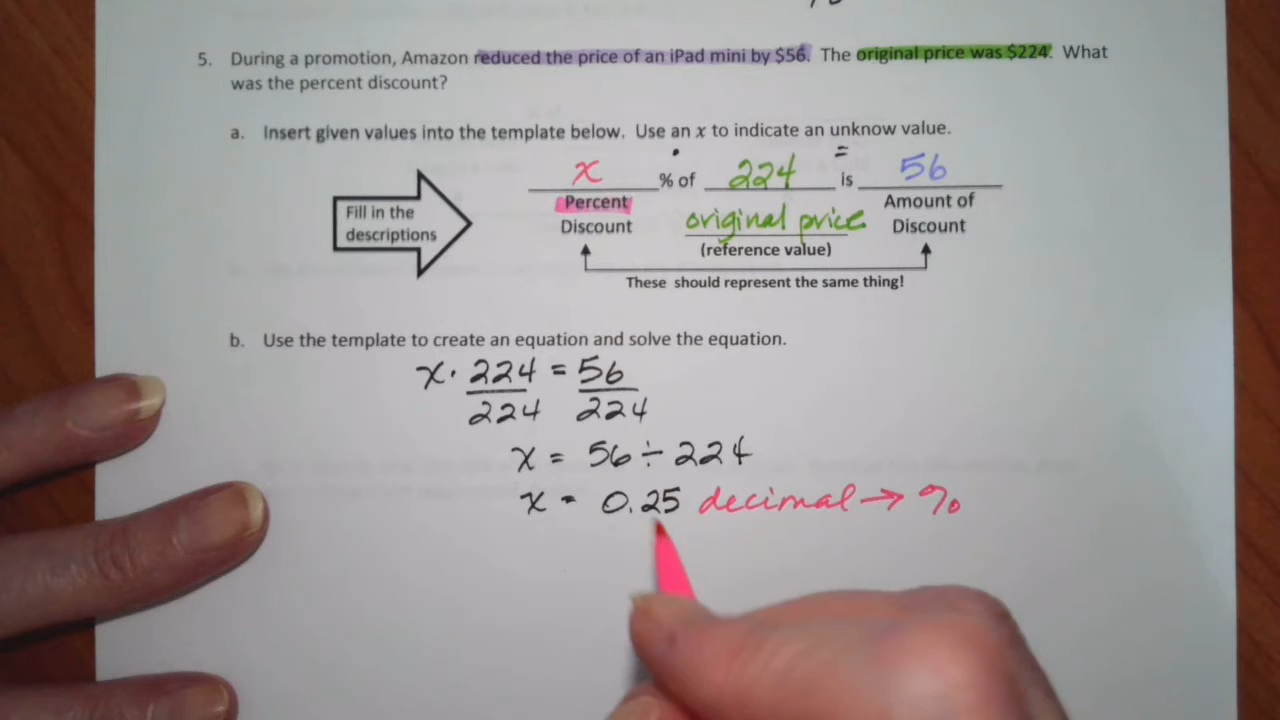 5. During a promotion, Amazon reduced the price of an iPad mini by $56. The original price was $224. What
was the percent discount?
a. Insert given values into the template below. Use an x to indicate an unknow value.
Fill in the
descriptions
x % of · 224 is = 56
Percent
Discount
original price
(reference value)
Amount of
Discount
These should represent the same thing!
b. Use the template to create an equation and solve the equation.
x · 224 = 56
224 224
x = 56 ÷ 224
x = 0.25 decimal → %